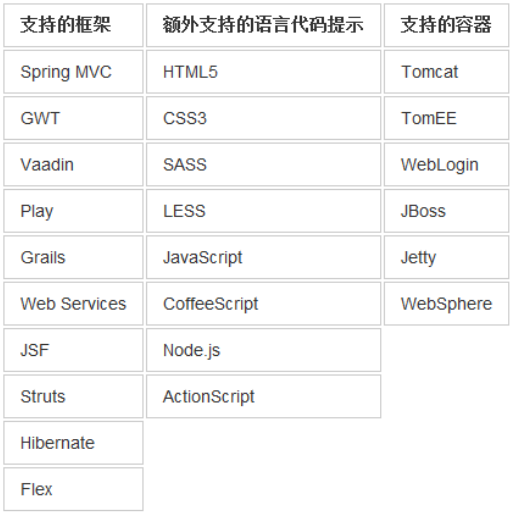 支持的框架 额外支持的语言代码提示 支持的容器
Spring MVC HTML5 Tomcat
GWT CSS3 TomEE
Vaadin SASS WebLogin
Play LESS JBoss
Grails JavaScript Jetty
Web Services CoffeeScript WebSphere
JSF Node.js
Struts ActionScript
Hibernate
Flex